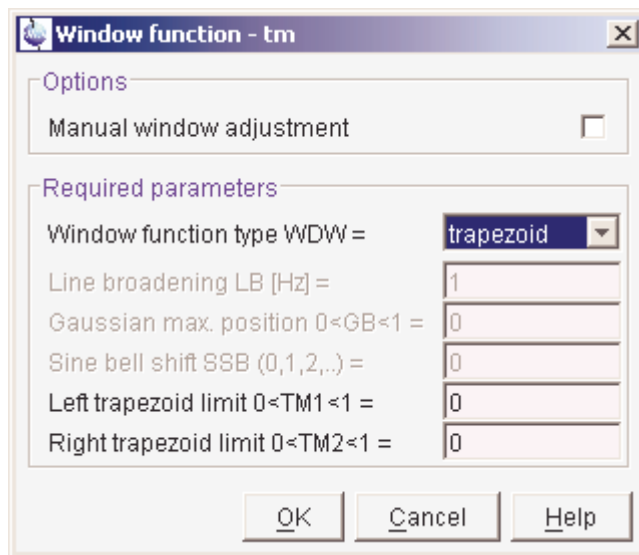 Window function - tm
Options
Manual window adjustment
Required parameters
Window function type WDW = trapezoid
Line broadening LB [Hz] = 1
Gaussian max. position 0<GB<1 = 0
Sine bell shift SSB (0,1,2,..) = 0
Left trapezoid limit 0<TM1<1 = 0
Right trapezoid limit 0<TM2<1 = 0
OK Cancel Help